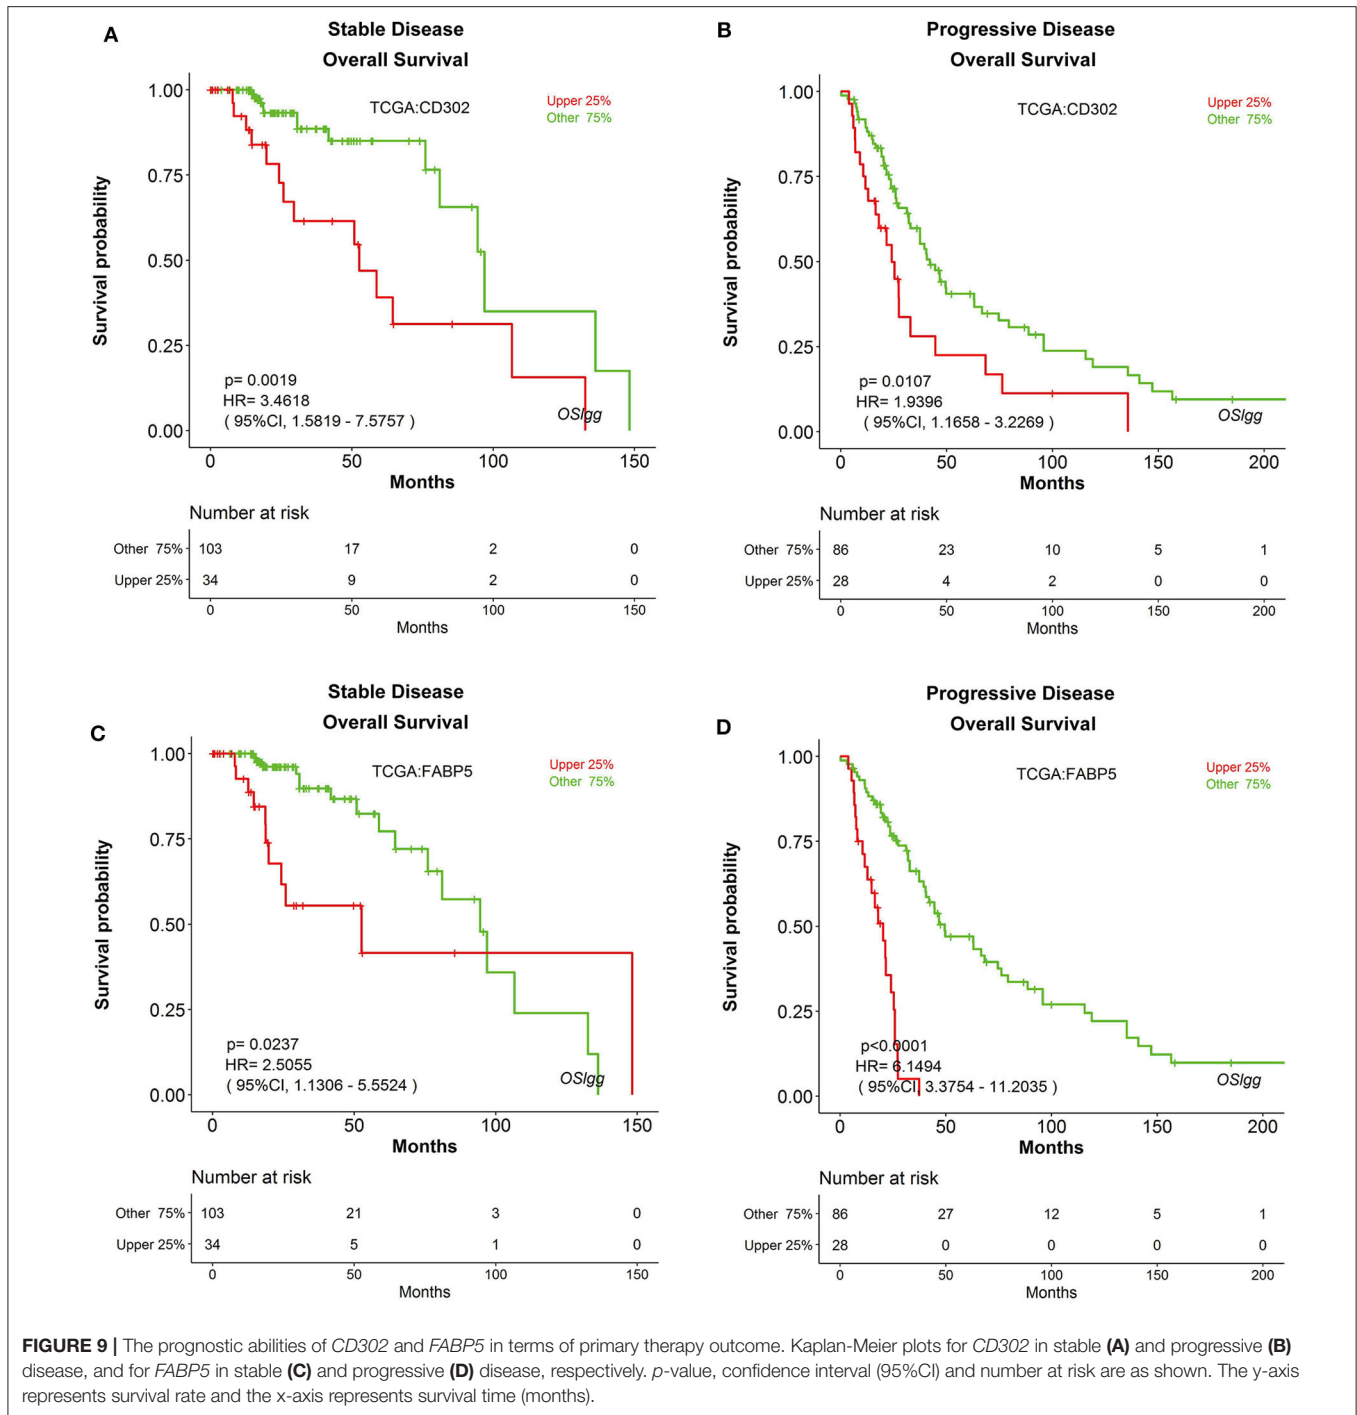 A
Stable Disease
Overall Survival
TCGA:CD302
Upper 25%
Other 75%
Survival probability
1.00
0.75
0.50
0.25
0.00
p= 0.0019
HR= 3.4618
( 95%CI, 1.5819 - 7.5757 )
OSlgg
0 50 100 150
Months
Number at risk
Other 75% 103 17 2 0
Upper 25% 34 9 2 0
0 50 100 150
Months
B
Progressive Disease
Overall Survival
TCGA:CD302
Upper 25%
Other 75%
Survival probability
1.00
0.75
0.50
0.25
0.00
p= 0.0107
HR= 1.9396
( 95%CI, 1.1658 - 3.2269 )
OSlgg
0 50 100 150 200
Months
Number at risk
Other 75% 86 23 10 5 1
Upper 25% 28 4 2 0 0
0 50 100 150 200
Months
C
Stable Disease
Overall Survival
TCGA:FABP5
Upper 25%
Other 75%
Survival probability
1.00
0.75
0.50
0.25
0.00
p= 0.0237
HR= 2.5055
( 95%CI, 1.1306 - 5.5524 )
OSlgg
0 50 100 150
Months
Number at risk
Other 75% 103 21 3 0
Upper 25% 34 5 1 0
0 50 100 150
Months
D
Progressive Disease
Overall Survival
TCGA:FABP5
Upper 25%
Other 75%
Survival probability
1.00
0.75
0.50
0.25
0.00
p<0.0001
HR= 6.1494
( 95%CI, 3.3754 - 11.2035 )
OSlgg
0 50 100 150 200
Months
Number at risk
Other 75% 86 27 12 5 1
Upper 25% 28 0 0 0 0
0 50 100 150 200
Months
FIGURE 9 | The prognostic abilities of CD302 and FABP5 in terms of primary therapy outcome. Kaplan-Meier plots for CD302 in stable (A) and progressive (B)
disease, and for FABP5 in stable (C) and progressive (D) disease, respectively. p-value, confidence interval (95%CI) and number at risk are as shown. The y-axis
represents survival rate and the x-axis represents survival time (months).